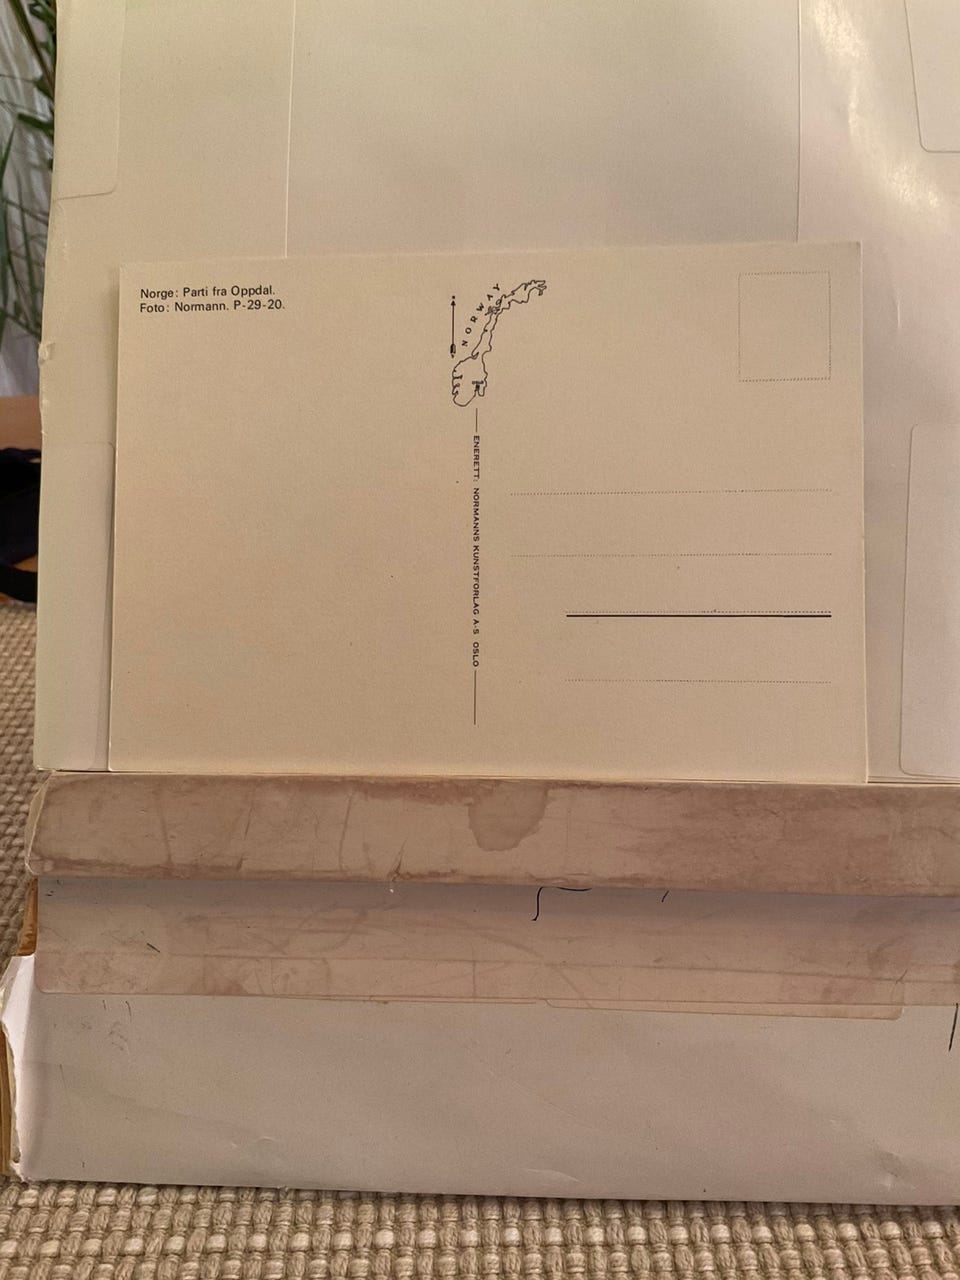 Norge: Parti fra Oppdal.
Foto: Normann. P-29-20.
NORWAY
ENERETT: NORMANNS KUNSTFORLAG A-S OSLO